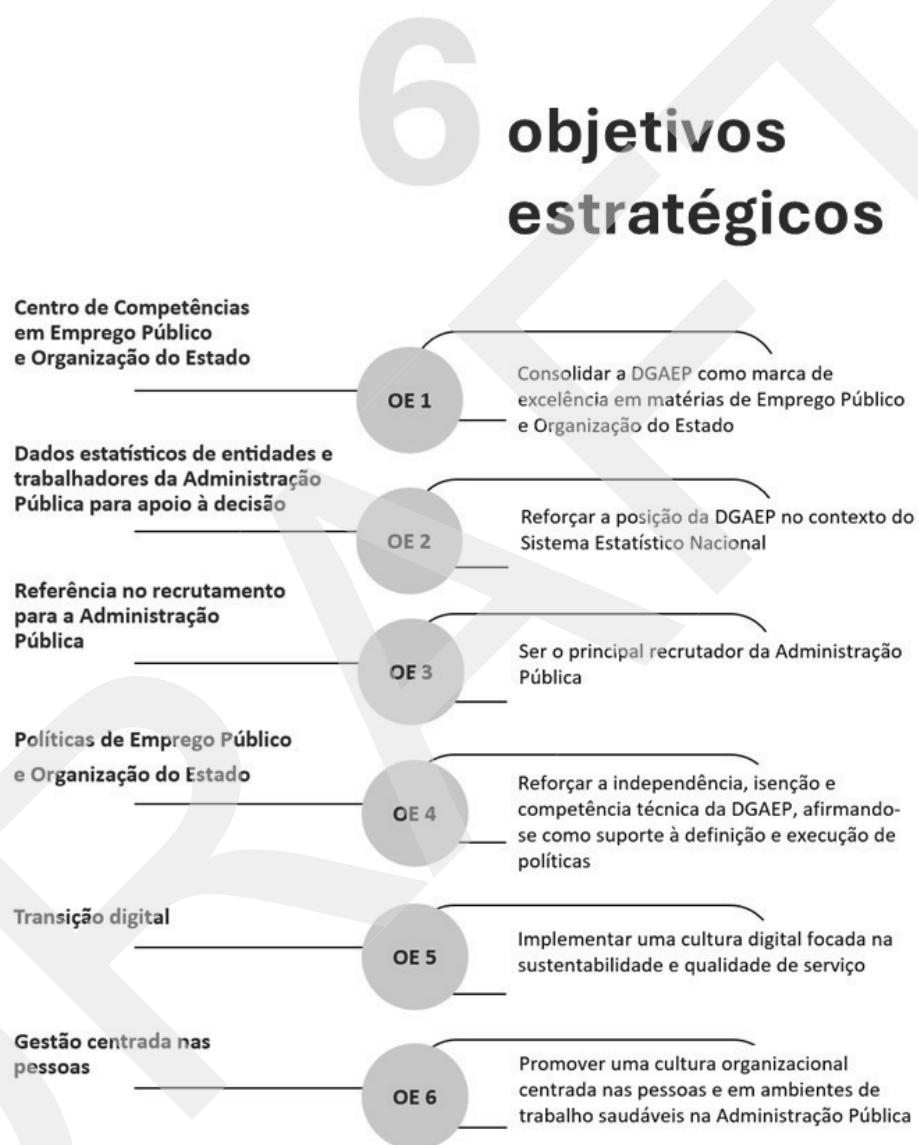 6
objetivos
estratégicos
Centro de Competências
em Emprego Público
e Organização do Estado
OE 1
Consolidar a DGAEP como marca de
excelência em matérias de Emprego Público
e Organização do Estado
Dados estatísticos de entidades e
trabalhadores da Administração
Pública para apoio à decisão
OE 2
Reforçar a posição da DGAEP no contexto do
Sistema Estatístico Nacional
Referência no recrutamento
para a Administração
Pública
OE 3
Ser o principal recrutador da Administração
Pública
Políticas de Emprego Público
e Organização do Estado
OE 4
Reforçar a independência, isenção e
competência técnica da DGAEP, afirmando-
se como suporte à definição e execução de
políticas
Transição digital
OE 5
Implementar uma cultura digital focada na
sustentabilidade e qualidade de serviço
Gestão centrada nas
pessoas
OE 6
Promover uma cultura organizacional
centrada nas pessoas e em ambientes de
trabalho saudáveis na Administração Pública
DRAFT